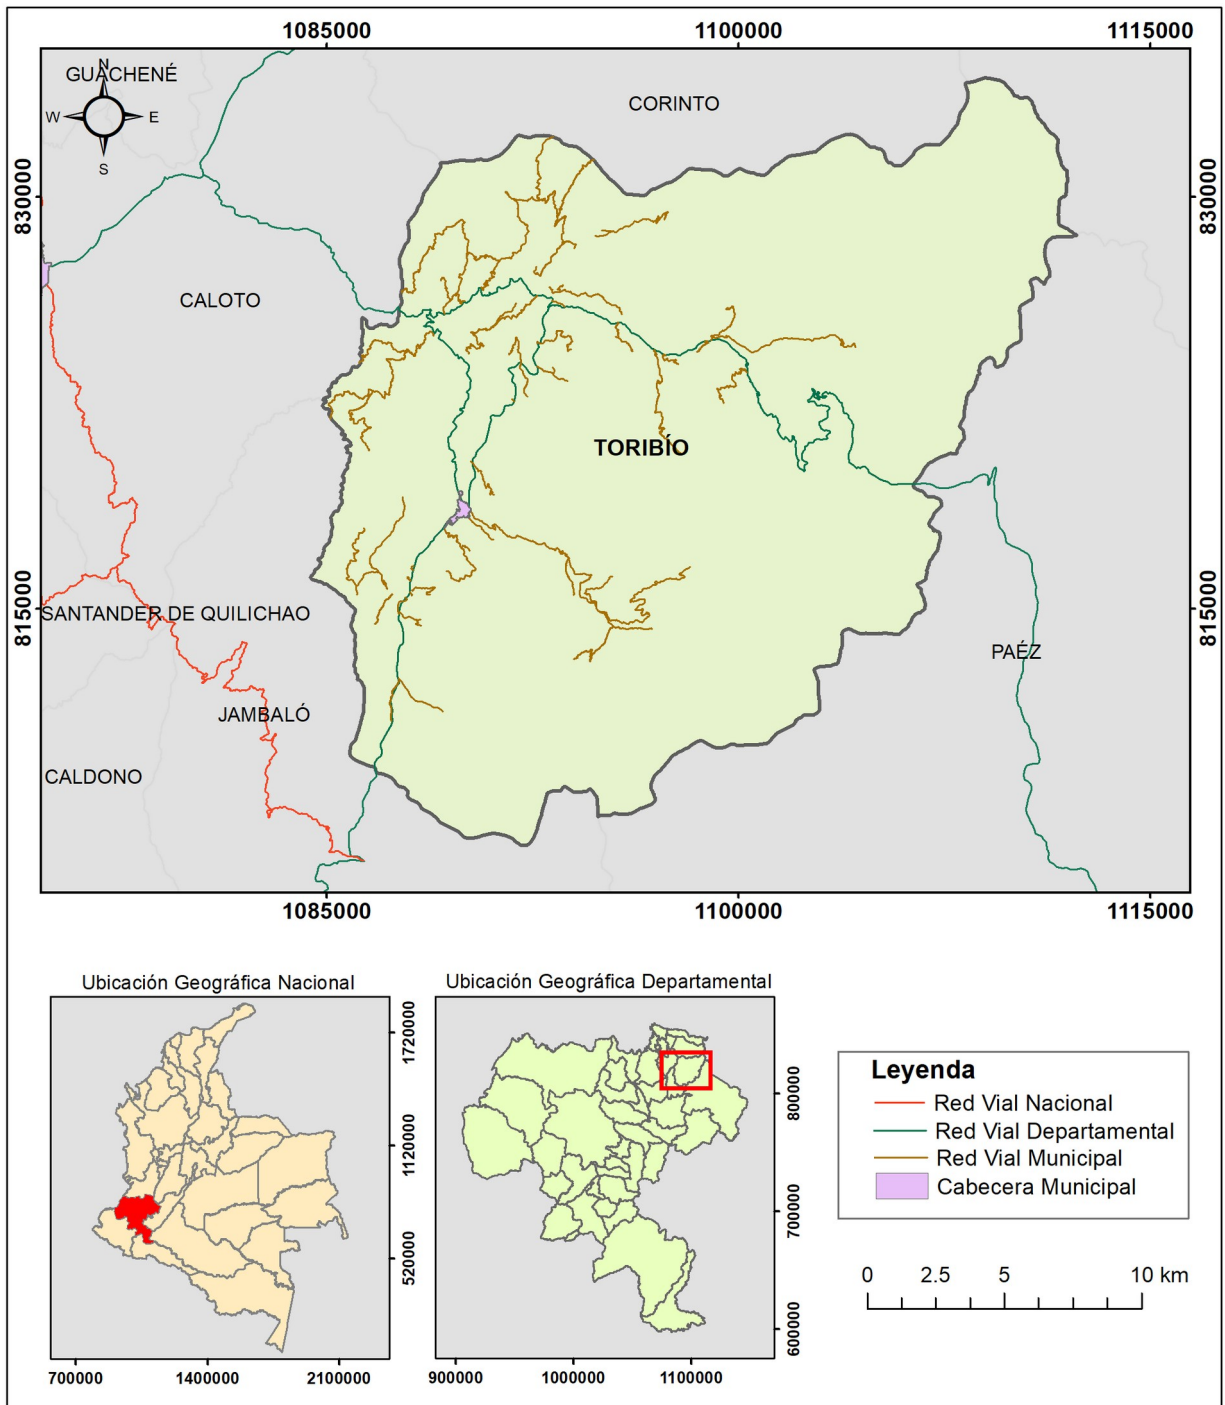 1085000
1100000
1115000
GUACHENÉ
N
W
E
S
CORINTO
830000
830000
CALOTO
TORIBÍO
815000
815000
SANTANDER DE QUILICHAO
PAÉZ
JAMBALÓ
CALDONO
1085000
1100000
1115000
Ubicación Geográfica Nacional
1720000
1120000
520000
700000
1400000
2100000
Ubicación Geográfica Departamental
800000
700000
600000
900000
1000000
1100000
Leyenda
Red Vial Nacional
Red Vial Departamental
Red Vial Municipal
Cabecera Municipal
0 2.5 5 10 km